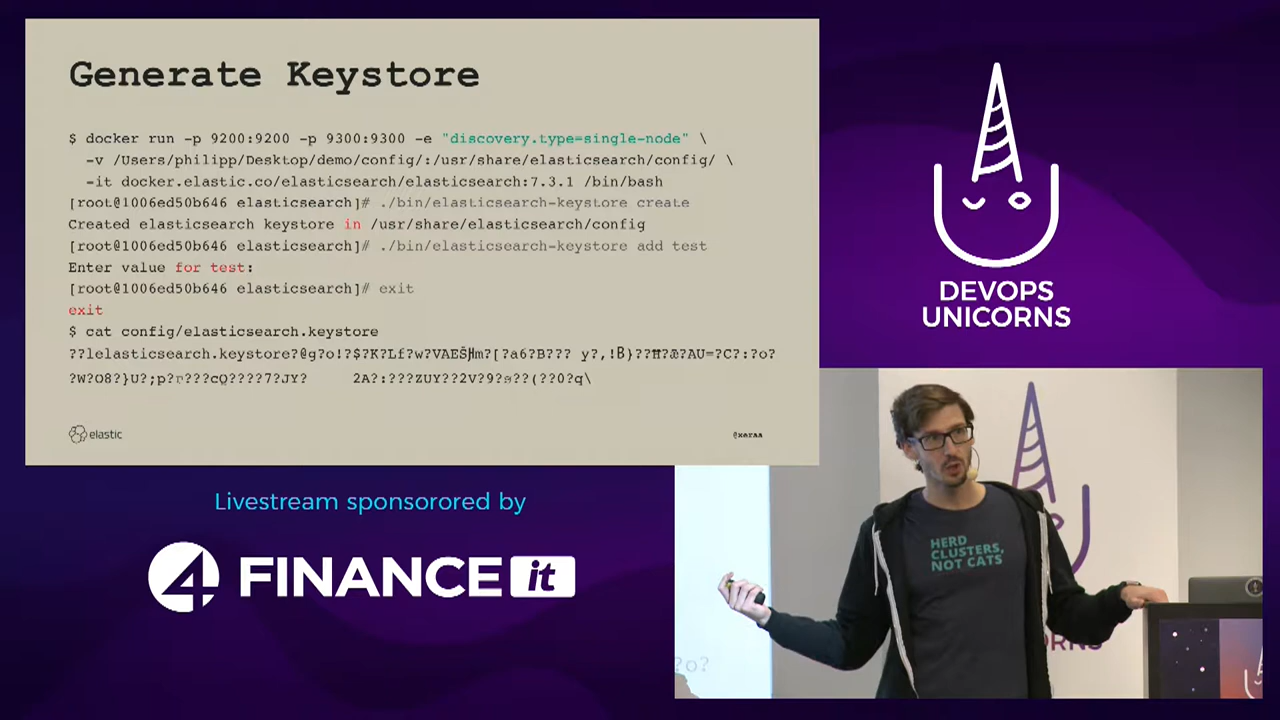 Generate Keystore
$ docker run -p 9200:9200 -p 9300:9300 -e "discovery.type=single-node" \
-v /Users/philipp/Desktop/demo/config/:/usr/share/elasticsearch/config/ \
-it docker.elastic.co/elasticsearch/elasticsearch:7.3.1 /bin/bash
[root@1006ed50b646 elasticsearch]# ./bin/elasticsearch-keystore create
Created elasticsearch keystore in /usr/share/elasticsearch/config
[root@1006ed50b646 elasticsearch]# ./bin/elasticsearch-keystore add test
Enter value for test:
[root@1006ed50b646 elasticsearch]# exit
exit
$ cat config/elasticsearch.keystore
elastic
@xeraa
DEVOPS
UNICORNS
Livestream sponsorored by
4FINANCE it
HERD
CLUSTERS,
NOT CATS
?o?